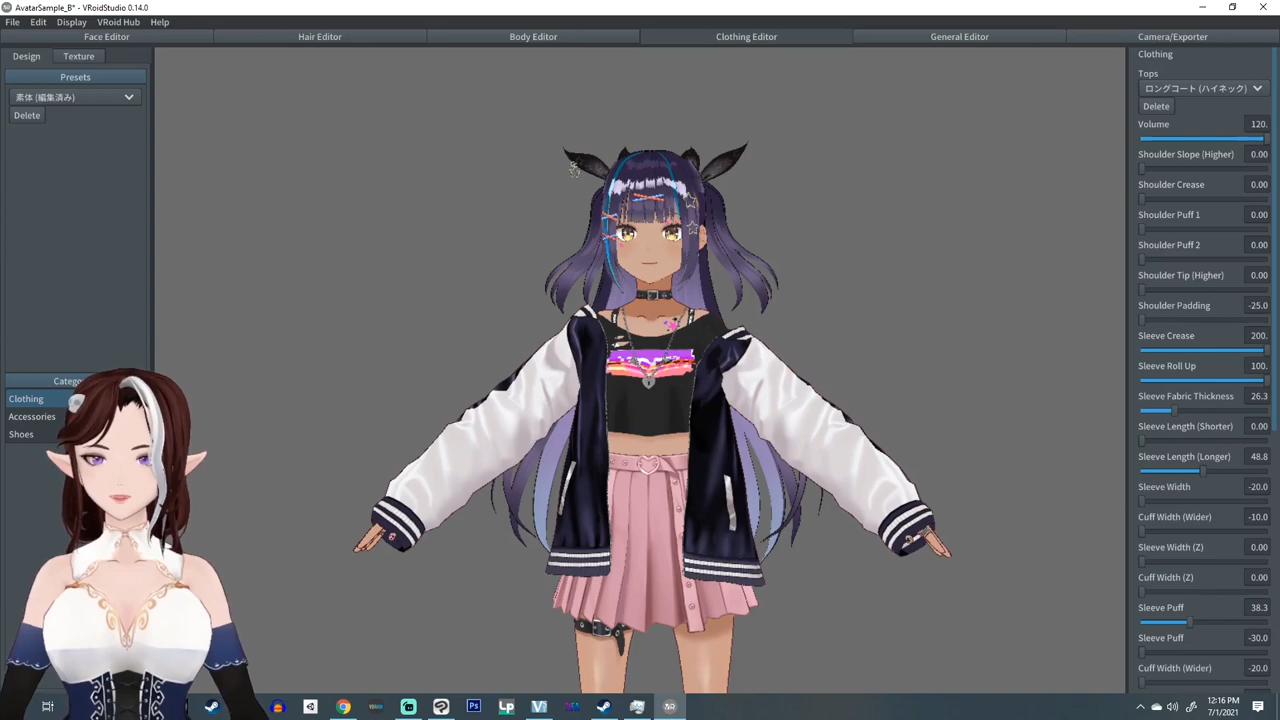 AvatarSample_B* - VRoidStudio 0.14.0
File Edit Display VRoid Hub Help
Face Editor Hair Editor Body Editor Clothing Editor General Editor Camera/Exporter
Design Texture
Presets
素体 (編集済み)
Delete
Clothing
Accessories
Shoes
Clothing
Tops
ロングコート (ハイネック)
Delete
Volume 120.
Shoulder Slope (Higher) 0.00
Shoulder Crease 0.00
Shoulder Puff 1 0.00
Shoulder Puff 2 0.00
Shoulder Tip (Higher) 0.00
Shoulder Padding -25.0
Sleeve Crease 200.
Sleeve Roll Up 100.
Sleeve Fabric Thickness 26.3
Sleeve Length (Shorter) 0.00
Sleeve Length (Longer) 48.8
Sleeve Width -20.0
Cuff Width (Wider) -10.0
Sleeve Width (Z) 0.00
Cuff Width (Z) 0.00
Sleeve Puff 38.3
Sleeve Puff -30.0
Cuff Width (Wider) -20.0
Ps Lp
12:16 PM
7/1/2021